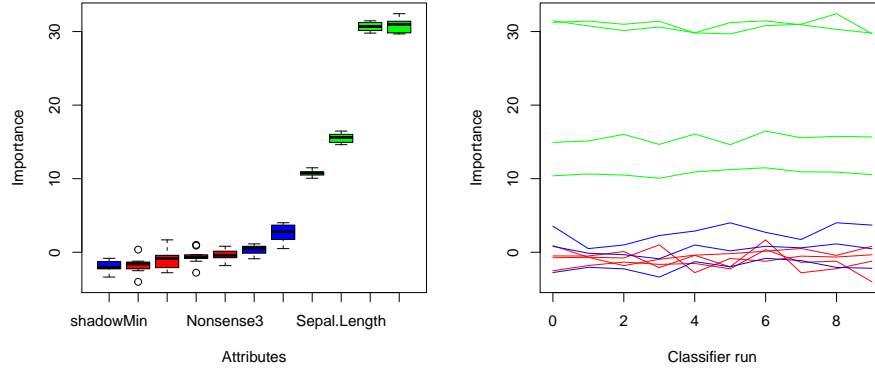 Importance
30
20
10
0
shadowMin
Nonsense3
Sepal.Length
Attributes
Importance
30
20
10
0
0
2
4
6
8
Classifier run